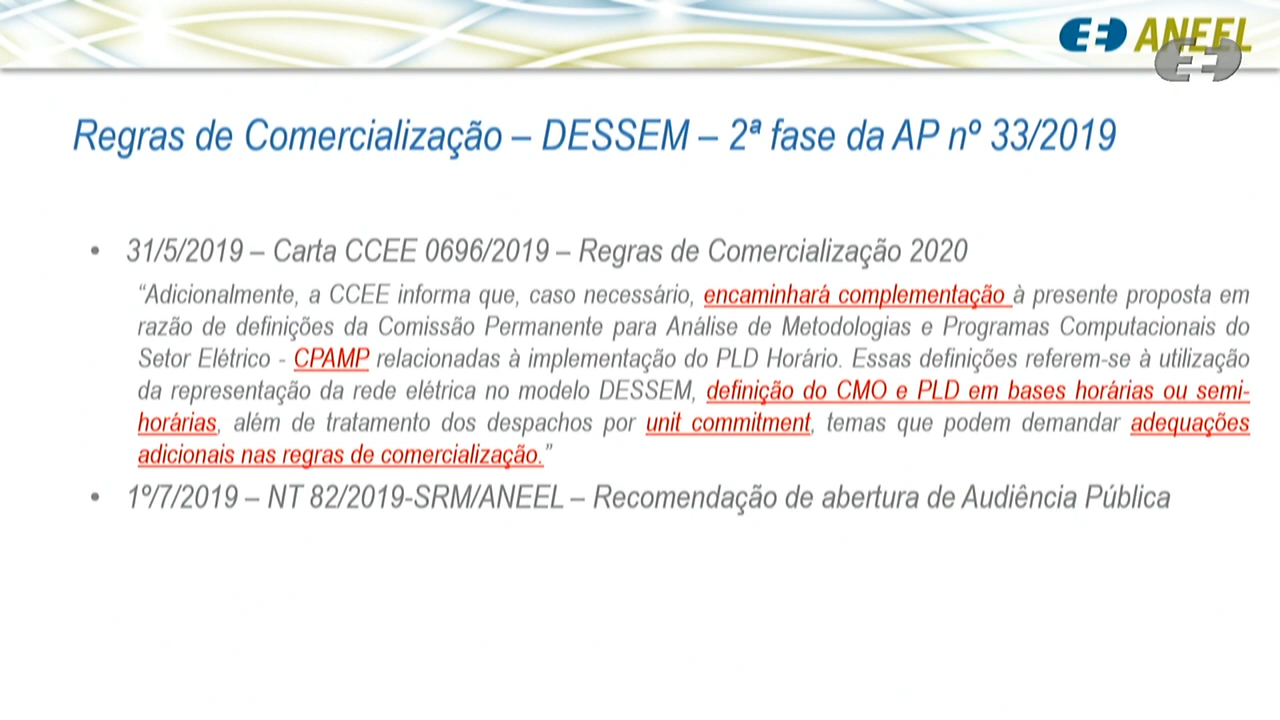 ANEEL
Regras de Comercialização – DESSEM – 2ª fase da AP nº 33/2019
• 31/5/2019 – Carta CCEE 0696/2019 – Regras de Comercialização 2020
“Adicionalmente, a CCEE informa que, caso necessário, encaminhará complementação à presente proposta em
razão de definições da Comissão Permanente para Análise de Metodologias e Programas Computacionais do
Setor Elétrico - CPAMP relacionadas à implementação do PLD Horário. Essas definições referem-se à utilização
da representação da rede elétrica no modelo DESSEM, definição do CMO e PLD em bases horárias ou semi-
horárias, além de tratamento dos despachos por unit commitment, temas que podem demandar adequações
adicionais nas regras de comercialização.”
• 1º/7/2019 – NT 82/2019-SRM/ANEEL – Recomendação de abertura de Audiência Pública